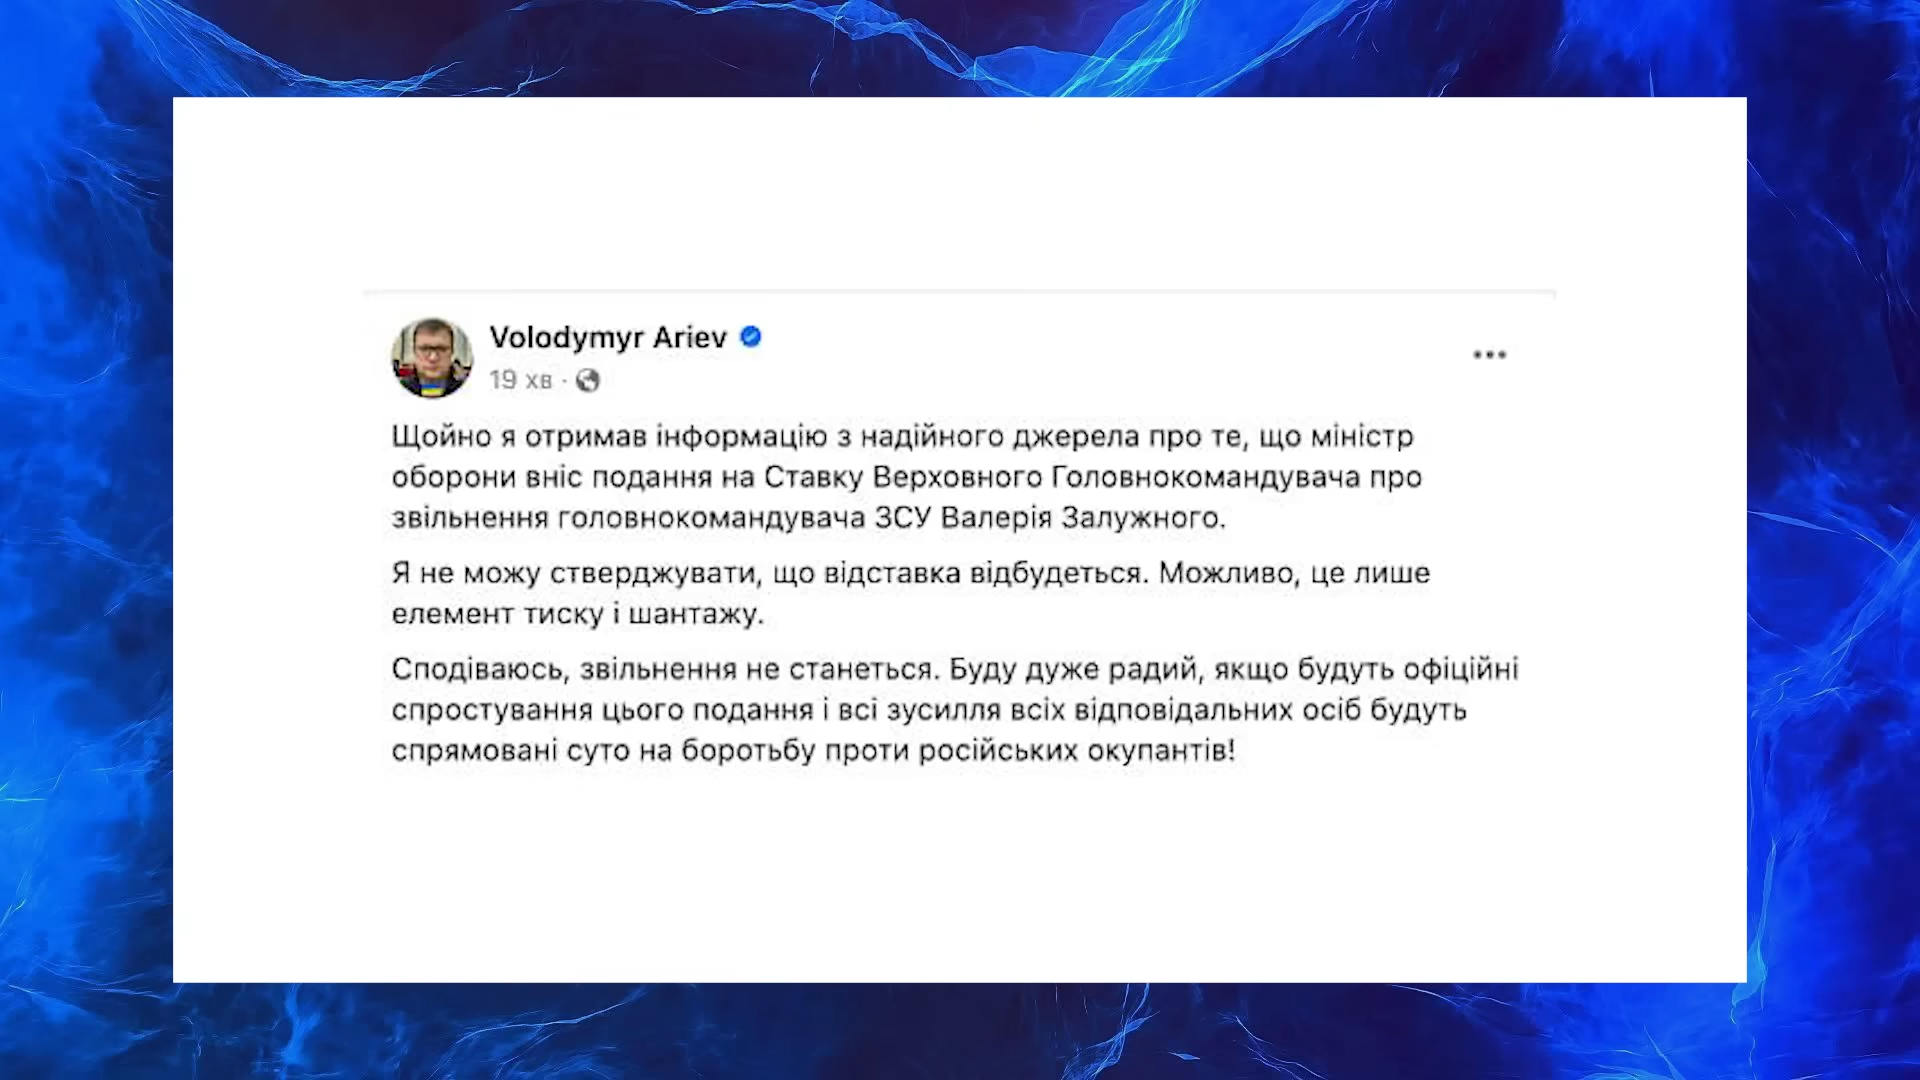 Volodymyr Ariev
19 хв ·
Щойно я отримав інформацію з надійного джерела про те, що міністр
оборони вніс подання на Ставку Верховного Головнокомандувача про
звільнення головнокомандувача ЗСУ Валерія Залужного.
Я не можу стверджувати, що відставка відбудеться. Можливо, це лише
елемент тиску і шантажу.
Сподіваюсь, звільнення не станеться. Буду дуже радий, якщо будуть офіційні
спростування цього подання і всі зусилля всіх відповідальних осіб будуть
спрямовані суто на боротьбу проти російських окупантів!